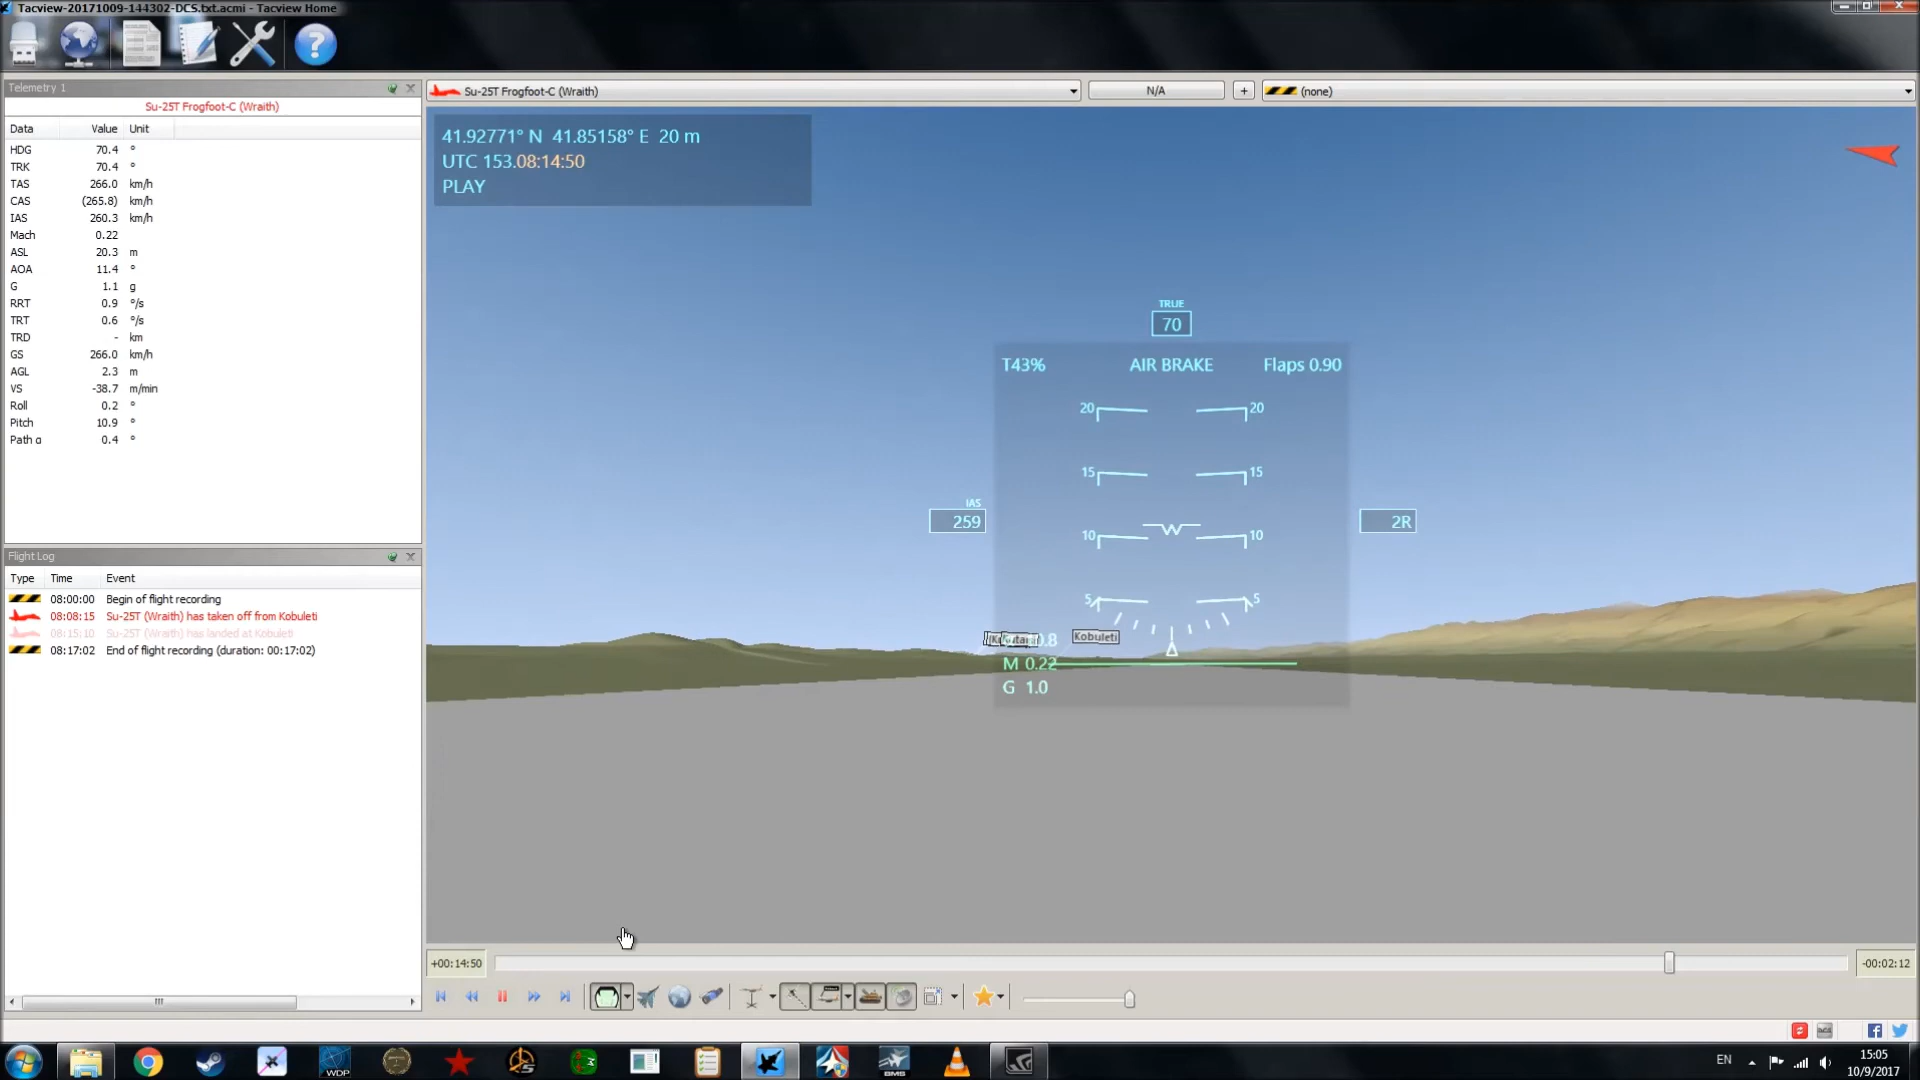 Tacview-20171009-144302-DCS.txt.acmi - Tacview Home
Telemetry 1
Su-25T Frogfoot-C (Wraith)
Data Value Unit
HDG 70.4 °
TRK 70.4 °
TAS 266.0 km/h
CAS (265.8) km/h
IAS 260.3 km/h
Mach 0.22
ASL 20.3 m
AOA 11.4 °
G 1.1 g
RRT 0.9 °/s
TRT 0.6 °/s
TRD - km
GS 266.0 km/h
AGL 2.3 m
VS -38.7 m/min
Roll 0.2 °
Pitch 10.9 °
Path α 0.4 °
Flight Log
Type Time Event
08:00:00 Begin of flight recording
08:08:15 Su-25T (Wraith) has taken off from Kobuleti
08:15:10 Su-25T (Wraith) has landed at Kobuleti
08:17:02 End of flight recording (duration: 00:17:02)
Su-25T Frogfoot-C (Wraith) N/A + (none)
41.92771° N 41.85158° E 20 m
UTC 153.08:14:50
PLAY
TRUE
70
T43% AIR BRAKE Flaps 0.90
20 20
15 15
IAS
259 2R
10 10
5 5
Kobuleti
M 0.22
G 1.0
+00:14:50 -00:02:12
WDP
BMS
EN
15:05
10/9/2017